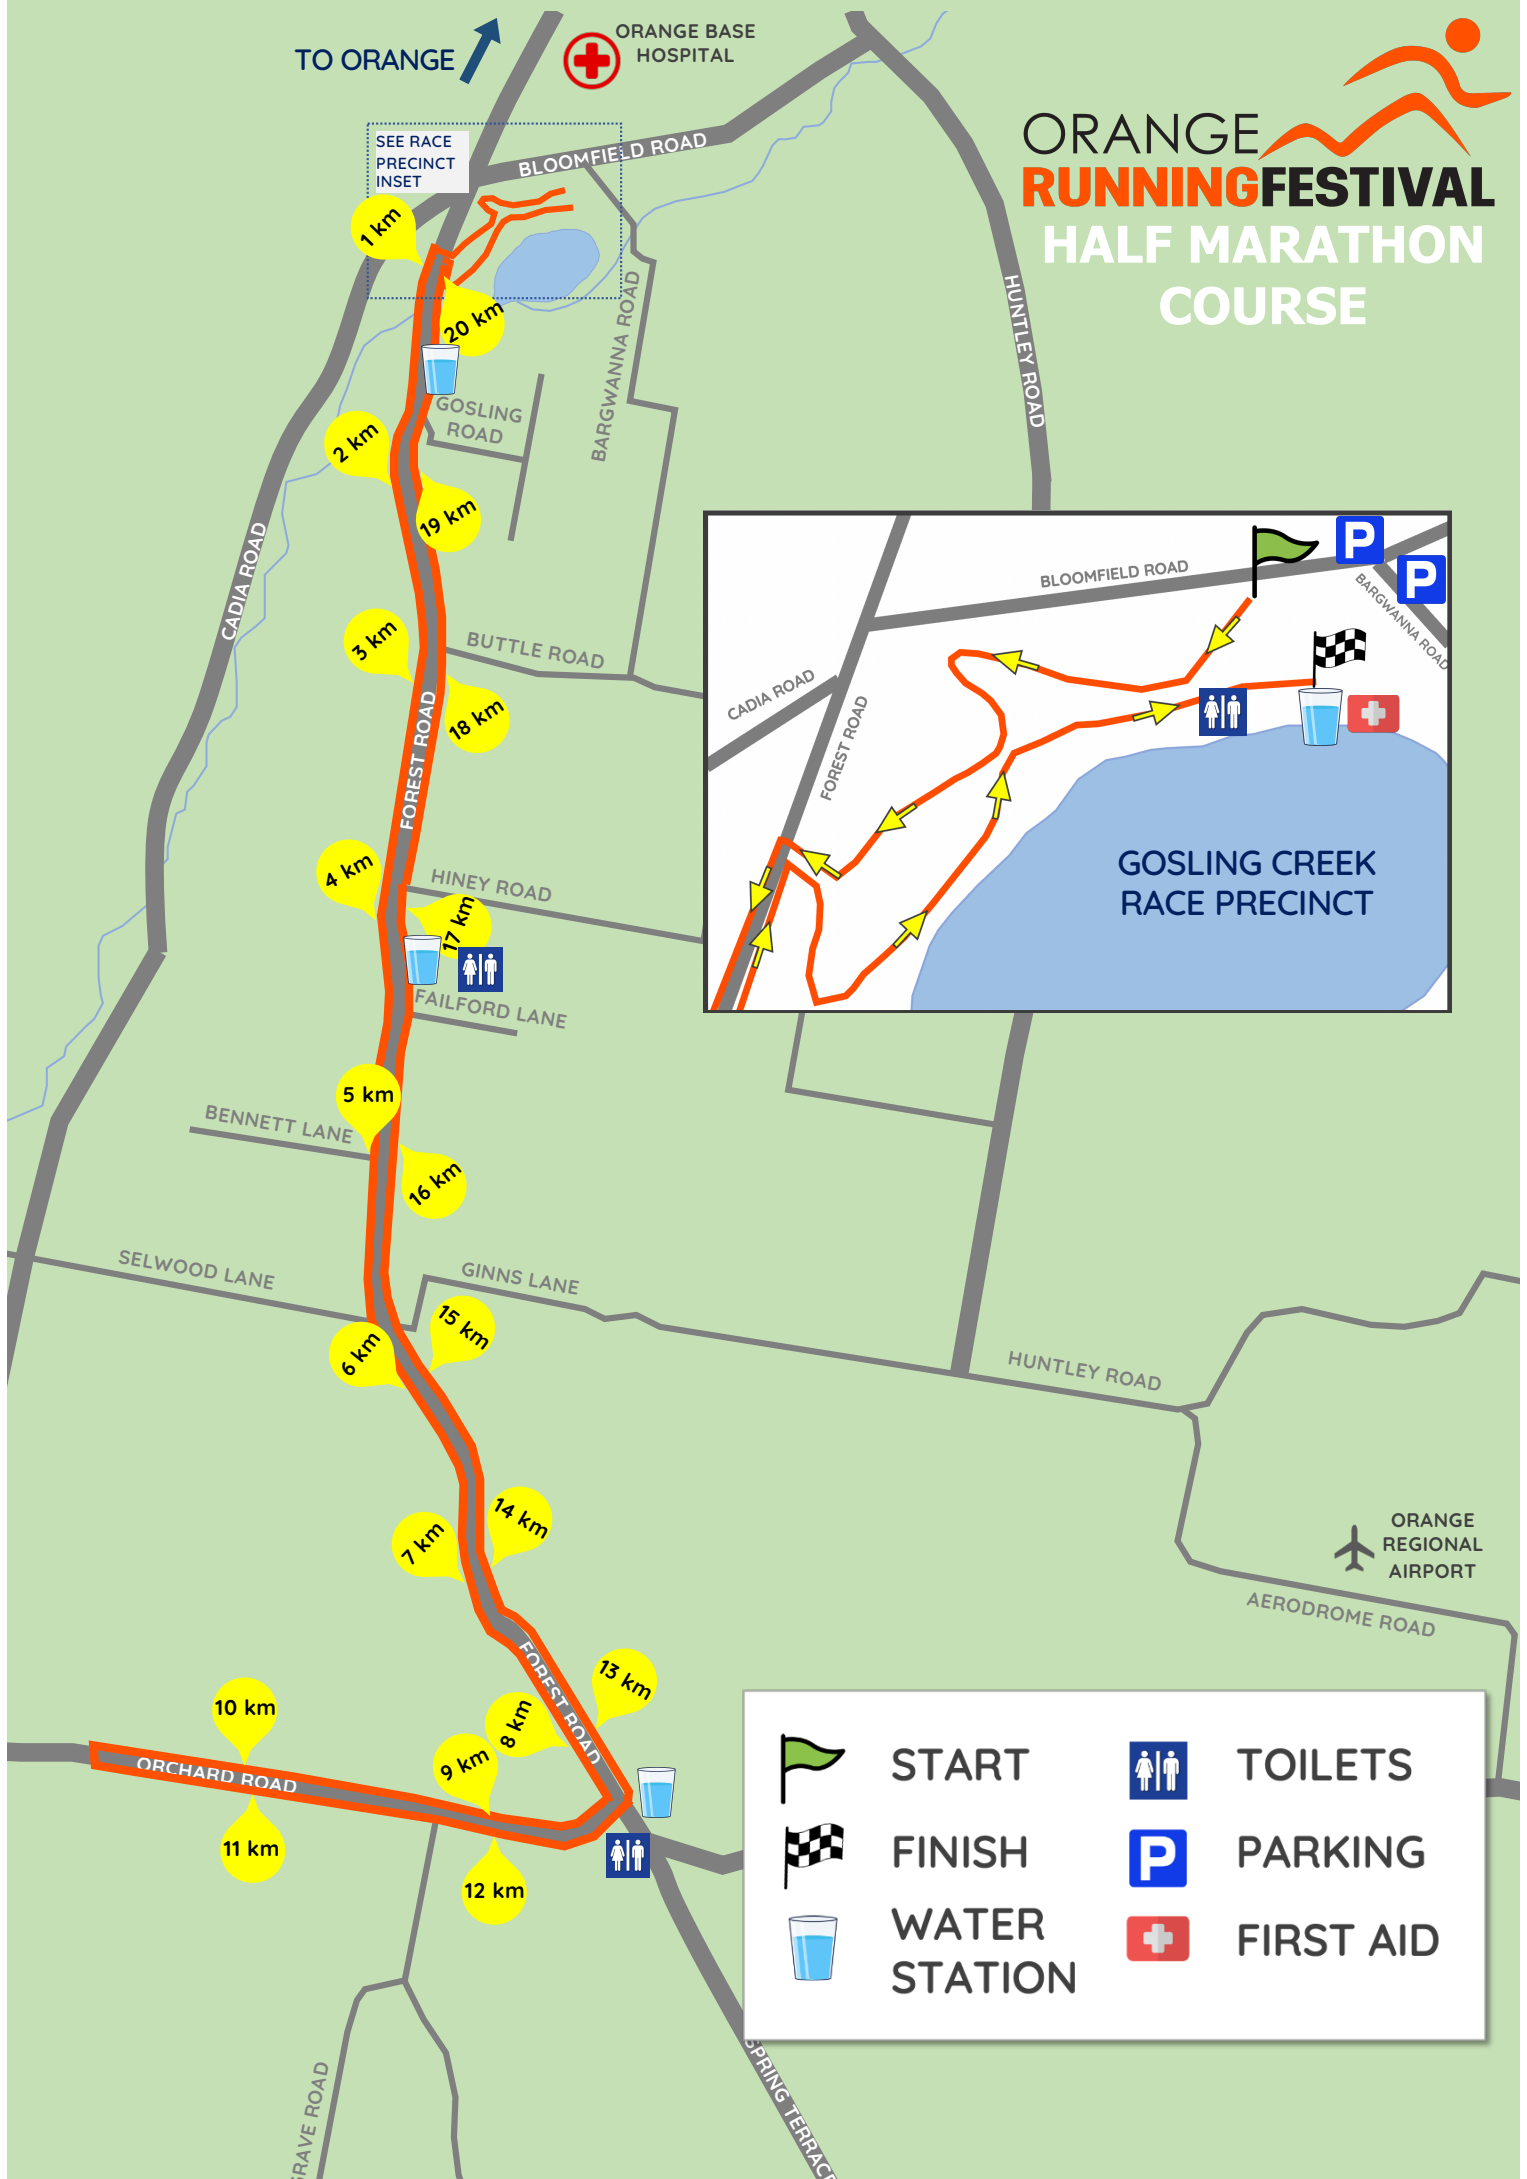 TO ORANGE
ORANGE BASE
HOSPITAL
ORANGE
RUNNINGFESTIVAL
HALF MARATHON
COURSE
SEE RACE
PRECINCT
INSET
BLOOMFIELD ROAD
1 km
20 km
HUNTLEY ROAD
BARGWANNA ROAD
GOSLING
ROAD
2 km
19 km
CADIA ROAD
3 km
BUTTLE ROAD
18 km
FOREST ROAD
4 km
HINEY ROAD
17 km
FAILFORD LANE
5 km
BENNETT LANE
16 km
BLOOMFIELD ROAD
P
P
BARGWANNA ROAD
CADIA ROAD
FOREST ROAD
GOSLING CREEK
RACE PRECINCT
SELWOOD LANE
GINNS LANE
15 km
6 km
HUNTLEY ROAD
14 km
7 km
ORANGE
REGIONAL
AIRPORT
AERODROME ROAD
FOREST ROAD
13 km
8 km
10 km
9 km
ORCHARD ROAD
11 km
12 km
START
TOILETS
FINISH
P
PARKING
WATER
STATION
FIRST AID
SPRING TERRACE
GRAVE ROAD